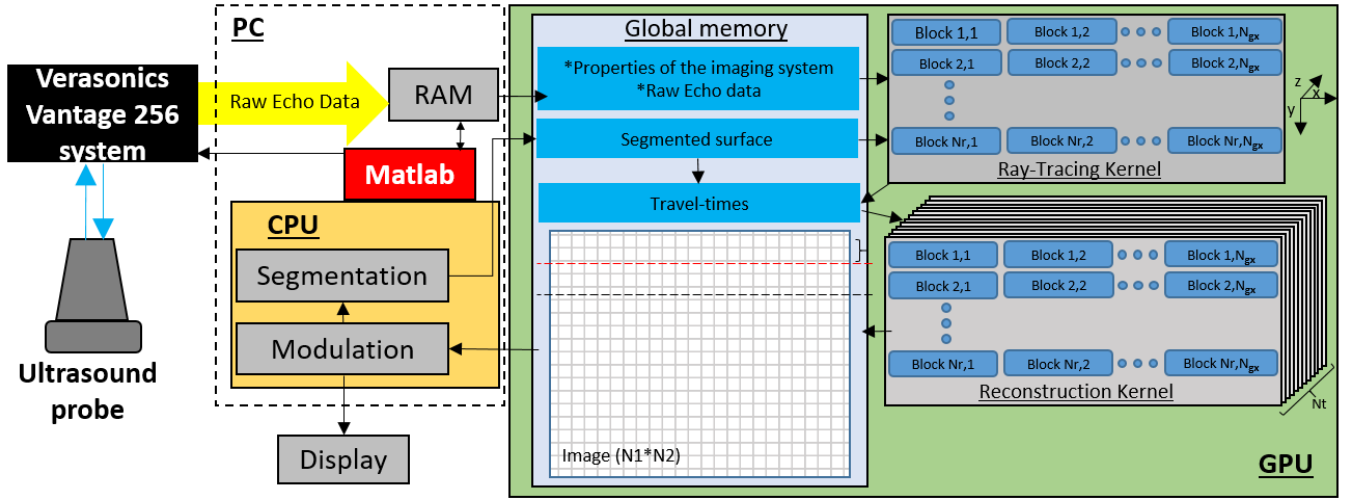 PC
Verasonics
Vantage 256
system
Raw Echo Data
RAM
Matlab
CPU
Segmentation
Modulation
Display
Ultrasound
probe
Global memory
*Properties of the imaging system
*Raw Echo data
Segmented surface
Travel-times
Image (N1*N2)
Block 1,1 Block 1,2 Block 1,Ngx
Block 2,1 Block 2,2 Block 2,Ngx
Block Nr,1 Block Nr,2 Block Nr,Ngx
Ray-Tracing Kernel
z
x
y
Block 1,1 Block 1,2 Block 1,Ngx
Block 2,1 Block 2,2 Block 2,Ngx
Block Nr,1 Block Nr,2 Block Nr,Ngx
Reconstruction Kernel
Nt
GPU